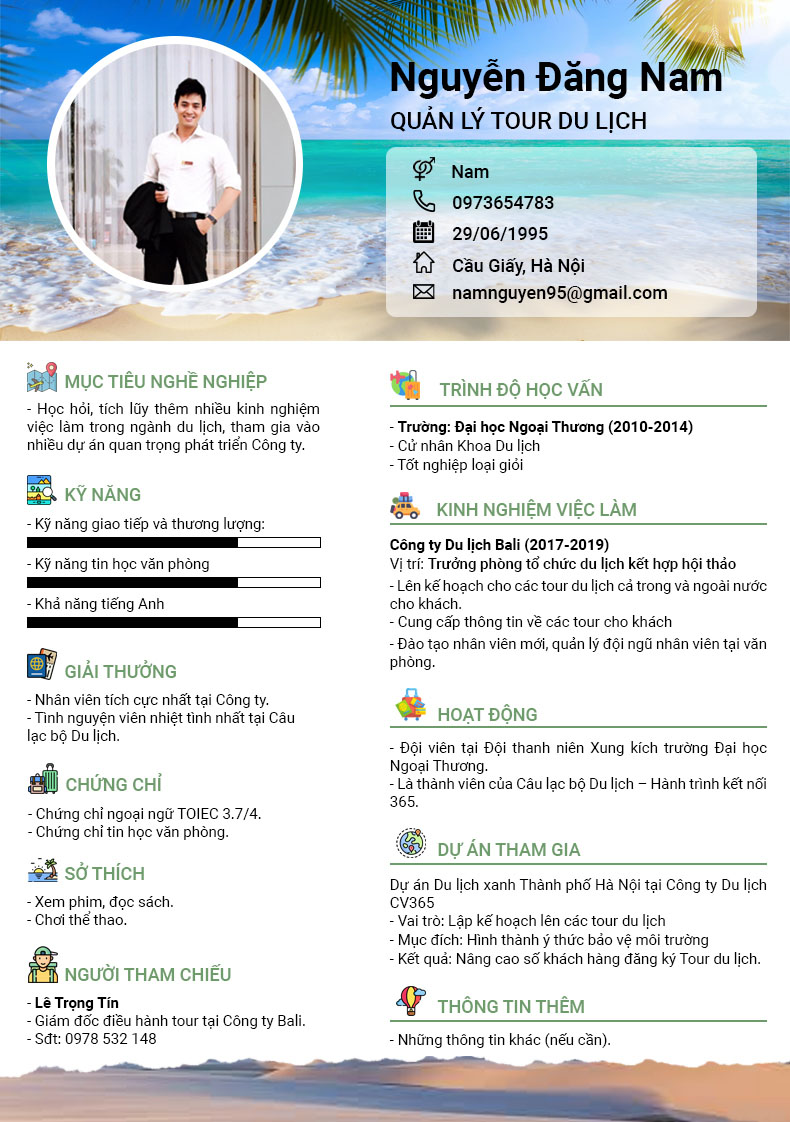 Nguyễn Đăng Nam
QUẢN LÝ TOUR DU LỊCH
Nam
0973654783
29/06/1995
Cầu Giấy, Hà Nội
namnguyen95@gmail.com
MỤC TIÊU NGHỀ NGHIỆP
- Học hỏi, tích lũy thêm nhiều kinh nghiệm
việc làm trong ngành du lịch, tham gia vào
nhiều dự án quan trọng phát triển Công ty.
KỸ NĂNG
- Kỹ năng giao tiếp và thương lượng:
- Kỹ năng tin học văn phòng
- Khả năng tiếng Anh
GIẢI THƯỞNG
- Nhân viên tích cực nhất tại Công ty.
- Tình nguyện viên nhiệt tình nhất tại Câu
lạc bộ Du lịch.
CHỨNG CHỈ
- Chứng chỉ ngoại ngữ TOIEC 3.7/4.
- Chứng chỉ tin học văn phòng.
SỞ THÍCH
- Xem phim, đọc sách.
- Chơi thể thao.
NGƯỜI THAM CHIẾU
- Lê Trọng Tín
- Giám đốc điều hành tour tại Công ty Bali.
- Sđt: 0978 532 148
TRÌNH ĐỘ HỌC VẤN
- Trường: Đại học Ngoại Thương (2010-2014)
- Cử nhân Khoa Du lịch
- Tốt nghiệp loại giỏi
KINH NGHIỆM VIỆC LÀM
Công ty Du lịch Bali (2017-2019)
Vị trí: Trưởng phòng tổ chức du lịch kết hợp hội thảo
- Lên kế hoạch cho các tour du lịch cả trong và ngoài nước
cho khách.
- Cung cấp thông tin về các tour cho khách
- Đào tạo nhân viên mới, quản lý đội ngũ nhân viên tại văn
phòng.
HOẠT ĐỘNG
- Đội viên tại Đội thanh niên Xung kích trường Đại học
Ngoại Thương.
- Là thành viên của Câu lạc bộ Du lịch – Hành trình kết nối
365.
DỰ ÁN THAM GIA
Dự án Du lịch xanh Thành phố Hà Nội tại Công ty Du lịch
CV365
- Vai trò: Lập kế hoạch lên các tour du lịch
- Mục đích: Hình thành ý thức bảo vệ môi trường
- Kết quả: Nâng cao số khách hàng đăng ký Tour du lịch.
THÔNG TIN THÊM
- Những thông tin khác (nếu cần).